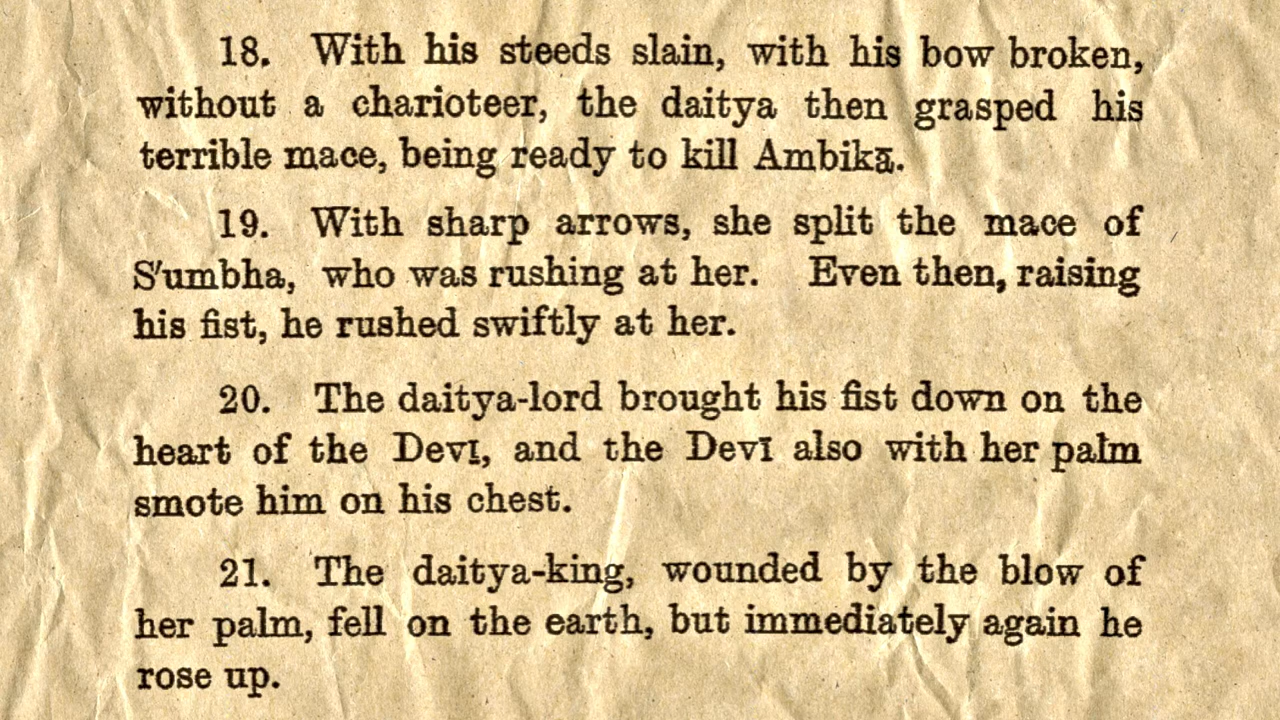 18. With his steeds slain, with his bow broken,
without a charioteer, the daitya then grasped his
terrible mace, being ready to kill Ambikā.
19. With sharp arrows, she split the mace of
S'umbha, who was rushing at her. Even then, raising
his fist, he rushed swiftly at her.
20. The daitya-lord brought his fist down on the
heart of the Devī, and the Devī also with her palm
smote him on his chest.
21. The daitya-king, wounded by the blow of
her palm, fell on the earth, but immediately again he
rose up.